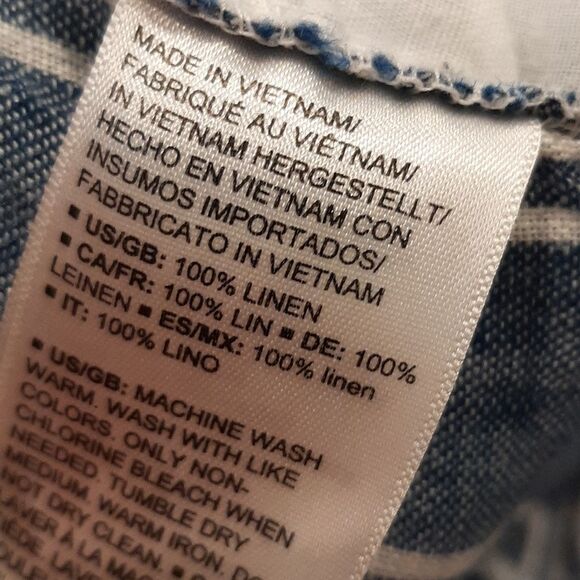 MADE IN VIETNAM/
FABRIQUÉ AU VIETNAM/
IN VIETNAM HERGESTELLT/
HECHO EN VIETNAM CON
INSUMOS IMPORTADOS/
FABBRICATO IN VIETNAM
▪ US/GB: 100% LINEN
▪ CA/FR: 100% LIN ▪ DE: 100%
LEINEN ▪ ES/MX: 100% linen
▪ IT: 100% LINO
▪ US/GB: MACHINE WASH
WARM, WASH WITH LIKE
COLORS, ONLY NON-
CHLORINE BLEACH WHEN
NEEDED, TUMBLE DRY
MEDIUM, WARM IRON, DO
NOT DRY CLEAN. ▪
LAVER À LA